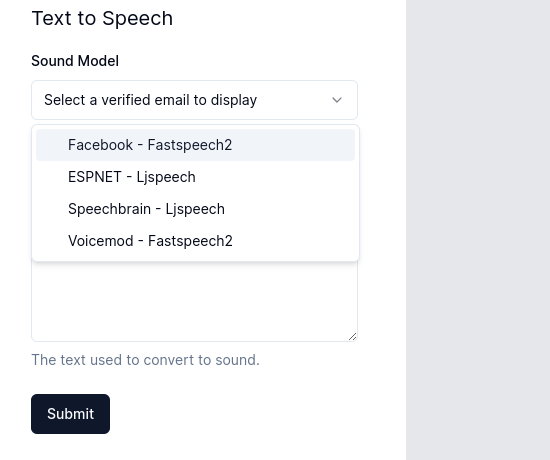 Text to Speech
Sound Model
Select a verified email to display
Facebook - Fastspeech2
ESPNET - Ljspeech
Speechbrain - Ljspeech
Voicemod - Fastspeech2
The text used to convert to sound.
Submit